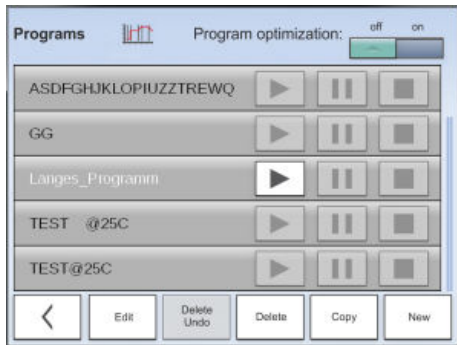 Programs Program optimization: off on
ASDFGHJKLOPIUZZTREWQ
GG
Langes_Programm
TEST @25C
TEST@25C
Edit Delete Undo Delete Copy New